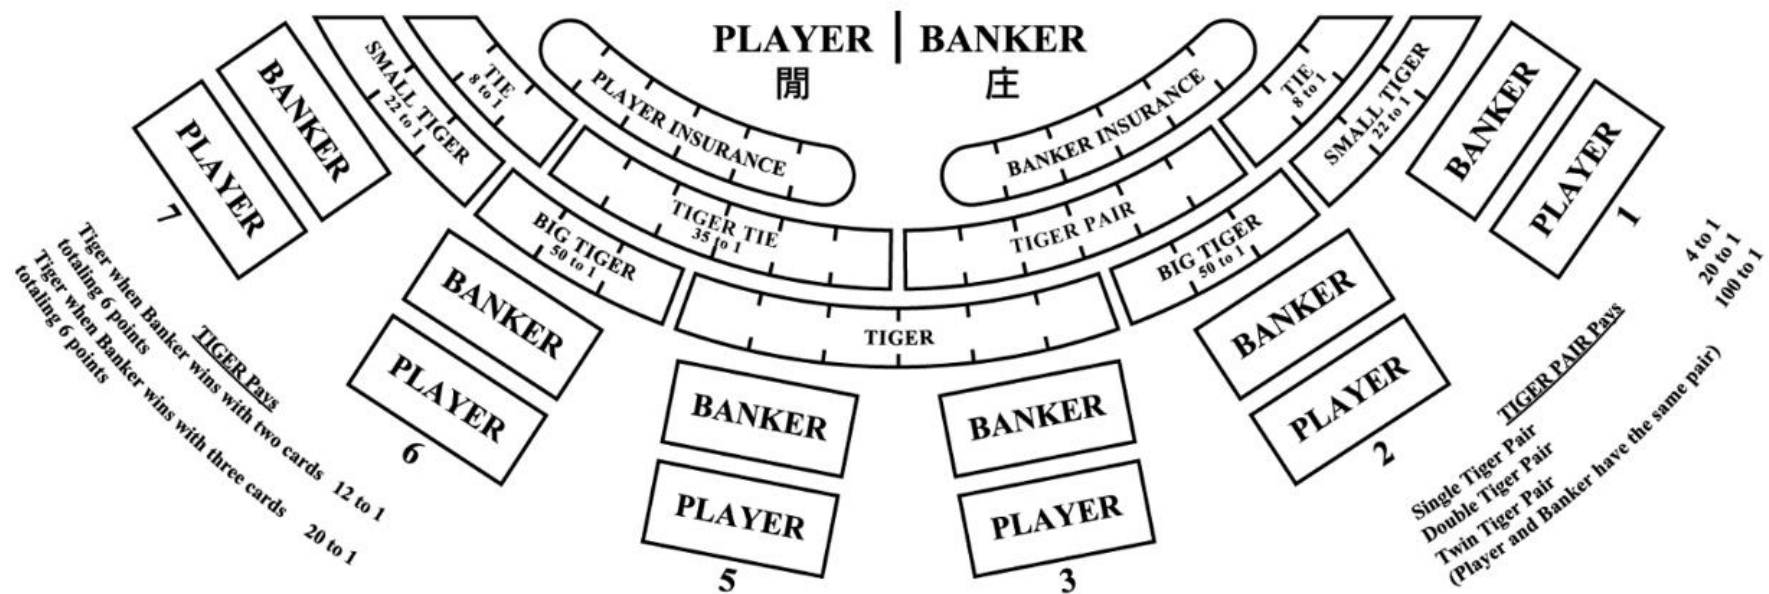 PLAYER | BANKER
閒 庄
PLAYER INSURANCE
BANKER INSURANCE
TIE
8 to 1
TIE
8 to 1
SMALL TIGER
22 to 1
SMALL TIGER
22 to 1
TIGER TIE
35 to 1
TIGER PAIR
BIG TIGER
50 to 1
BIG TIGER
50 to 1
TIGER
BANKER
PLAYER
7
BANKER
PLAYER
6
BANKER
PLAYER
5
BANKER
PLAYER
3
BANKER
PLAYER
2
BANKER
PLAYER
1
TIGER Pays
Tiger when Banker wins with two cards 12 to 1
totaling 6 points
Tiger when Banker wins with three cards 20 to 1
totaling 6 points
TIGER PAIR Pays
Single Tiger Pair 4 to 1
Double Tiger Pair 20 to 1
Twin Tiger Pair 100 to 1
(Player and Banker have the same pair)